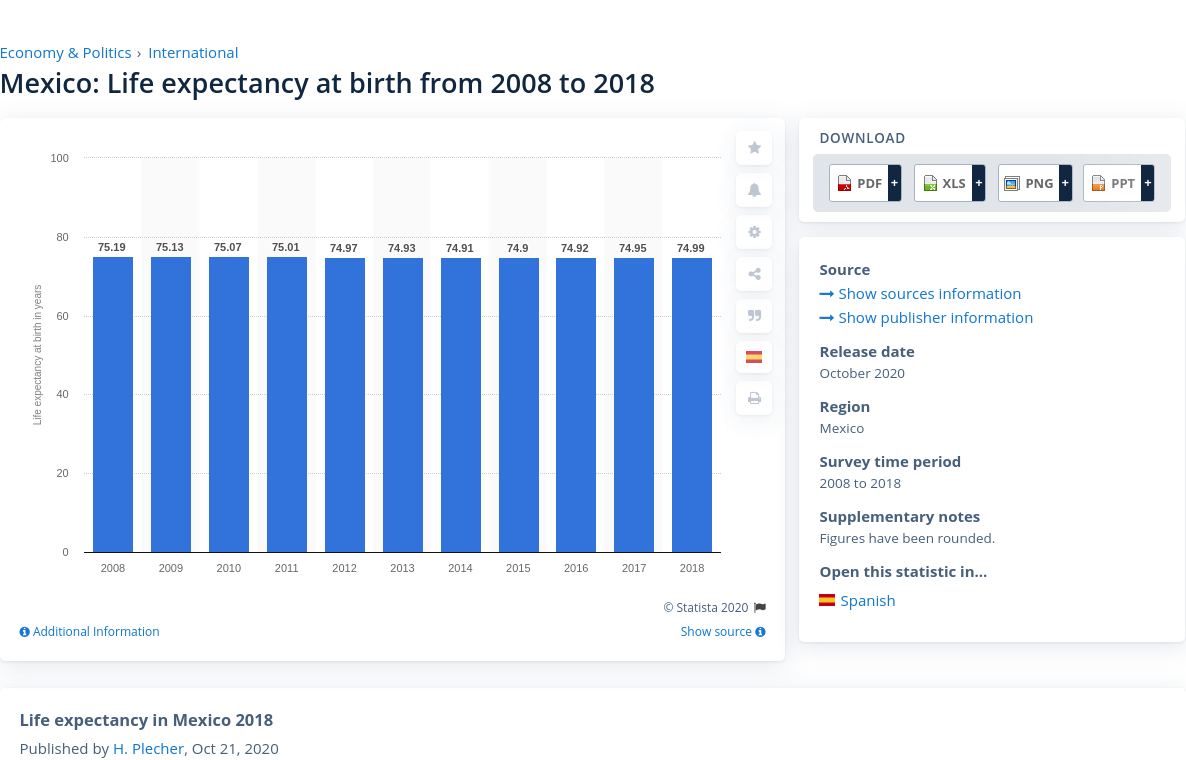 Economy & Politics › International
Mexico: Life expectancy at birth from 2008 to 2018
100
80
60
40
20
0
Life expectancy at birth in years
75.19 75.13 75.07 75.01 74.97 74.93 74.91 74.9 74.92 74.95 74.99
2008 2009 2010 2011 2012 2013 2014 2015 2016 2017 2018
© Statista 2020
Additional Information
Show source
DOWNLOAD
PDF + XLS + PNG + PPT +
Source
Show sources information
Show publisher information
Release date
October 2020
Region
Mexico
Survey time period
2008 to 2018
Supplementary notes
Figures have been rounded.
Open this statistic in...
Spanish
Life expectancy in Mexico 2018
Published by H. Plecher, Oct 21, 2020